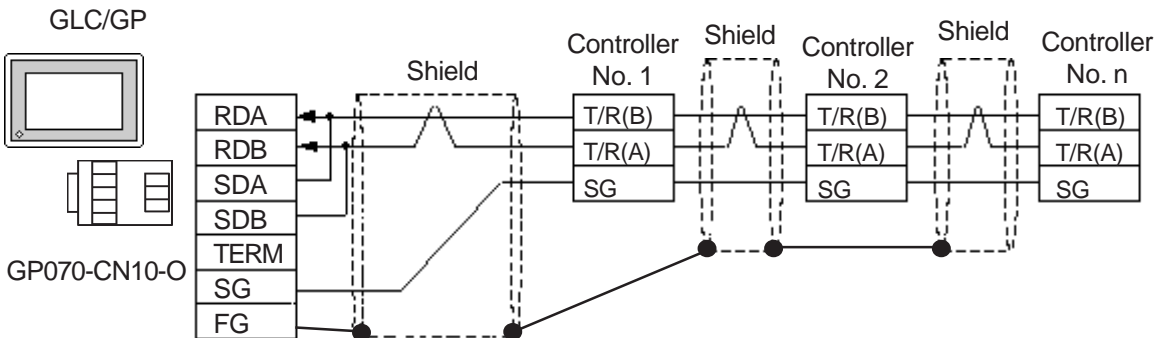 GLC/GP
GP070-CN10-O
RDA
RDB
SDA
SDB
TERM
SG
FG
Shield
Controller
No. 1
T/R(B)
T/R(A)
SG
Shield
Controller
No. 2
T/R(B)
T/R(A)
SG
Shield
Controller
No. n
T/R(B)
T/R(A)
SG